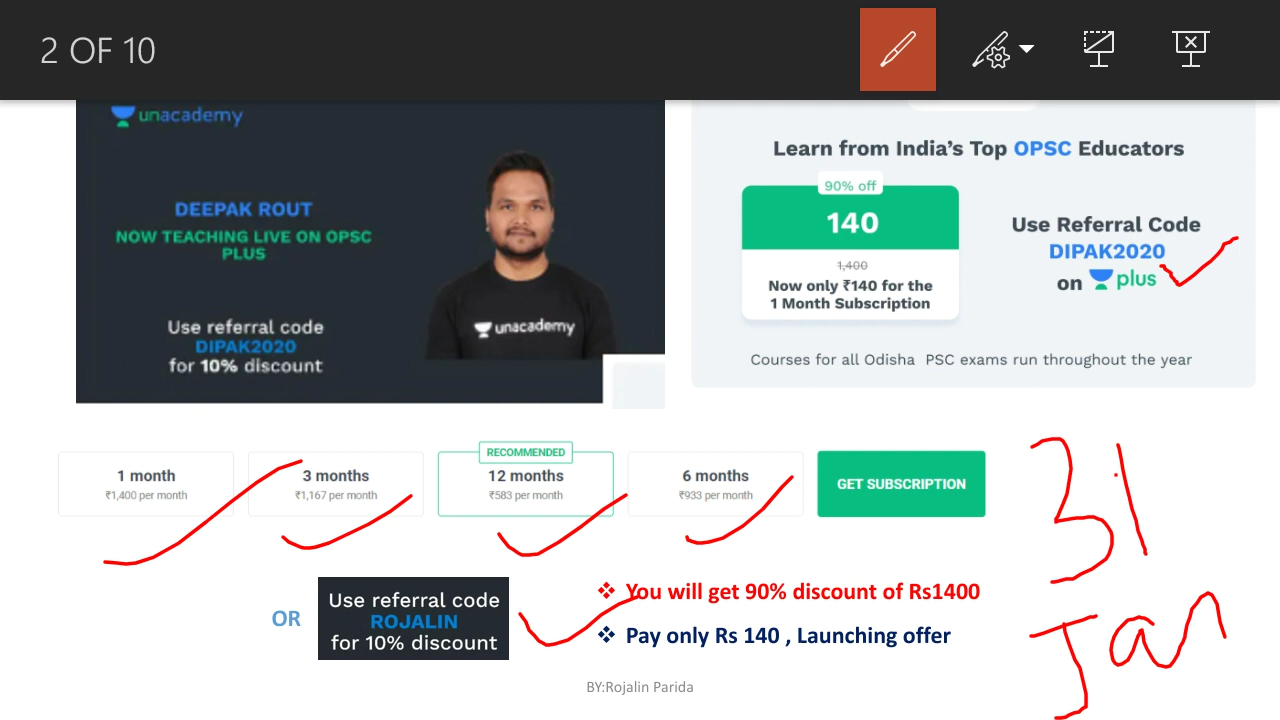 2 OF 10
unacademy
DEEPAK ROUT
NOW TEACHING LIVE ON OPSC
PLUS
unacademy
Use referral code
DIPAK2020
for 10% discount
Learn from India's Top OPSC Educators
90% off
140
1,400
Now only ₹140 for the
1 Month Subscription
Use Referral Code
DIPAK2020
on plus
Courses for all Odisha PSC exams run throughout the year
1 month
₹1,400 per month
3 months
₹1,167 per month
RECOMMENDED
12 months
₹583 per month
6 months
₹933 per month
GET SUBSCRIPTION
31
Jan
OR
Use referral code
ROJALIN
for 10% discount
You will get 90% discount of Rs1400
Pay only Rs 140 , Launching offer
BY:Rojalin Parida